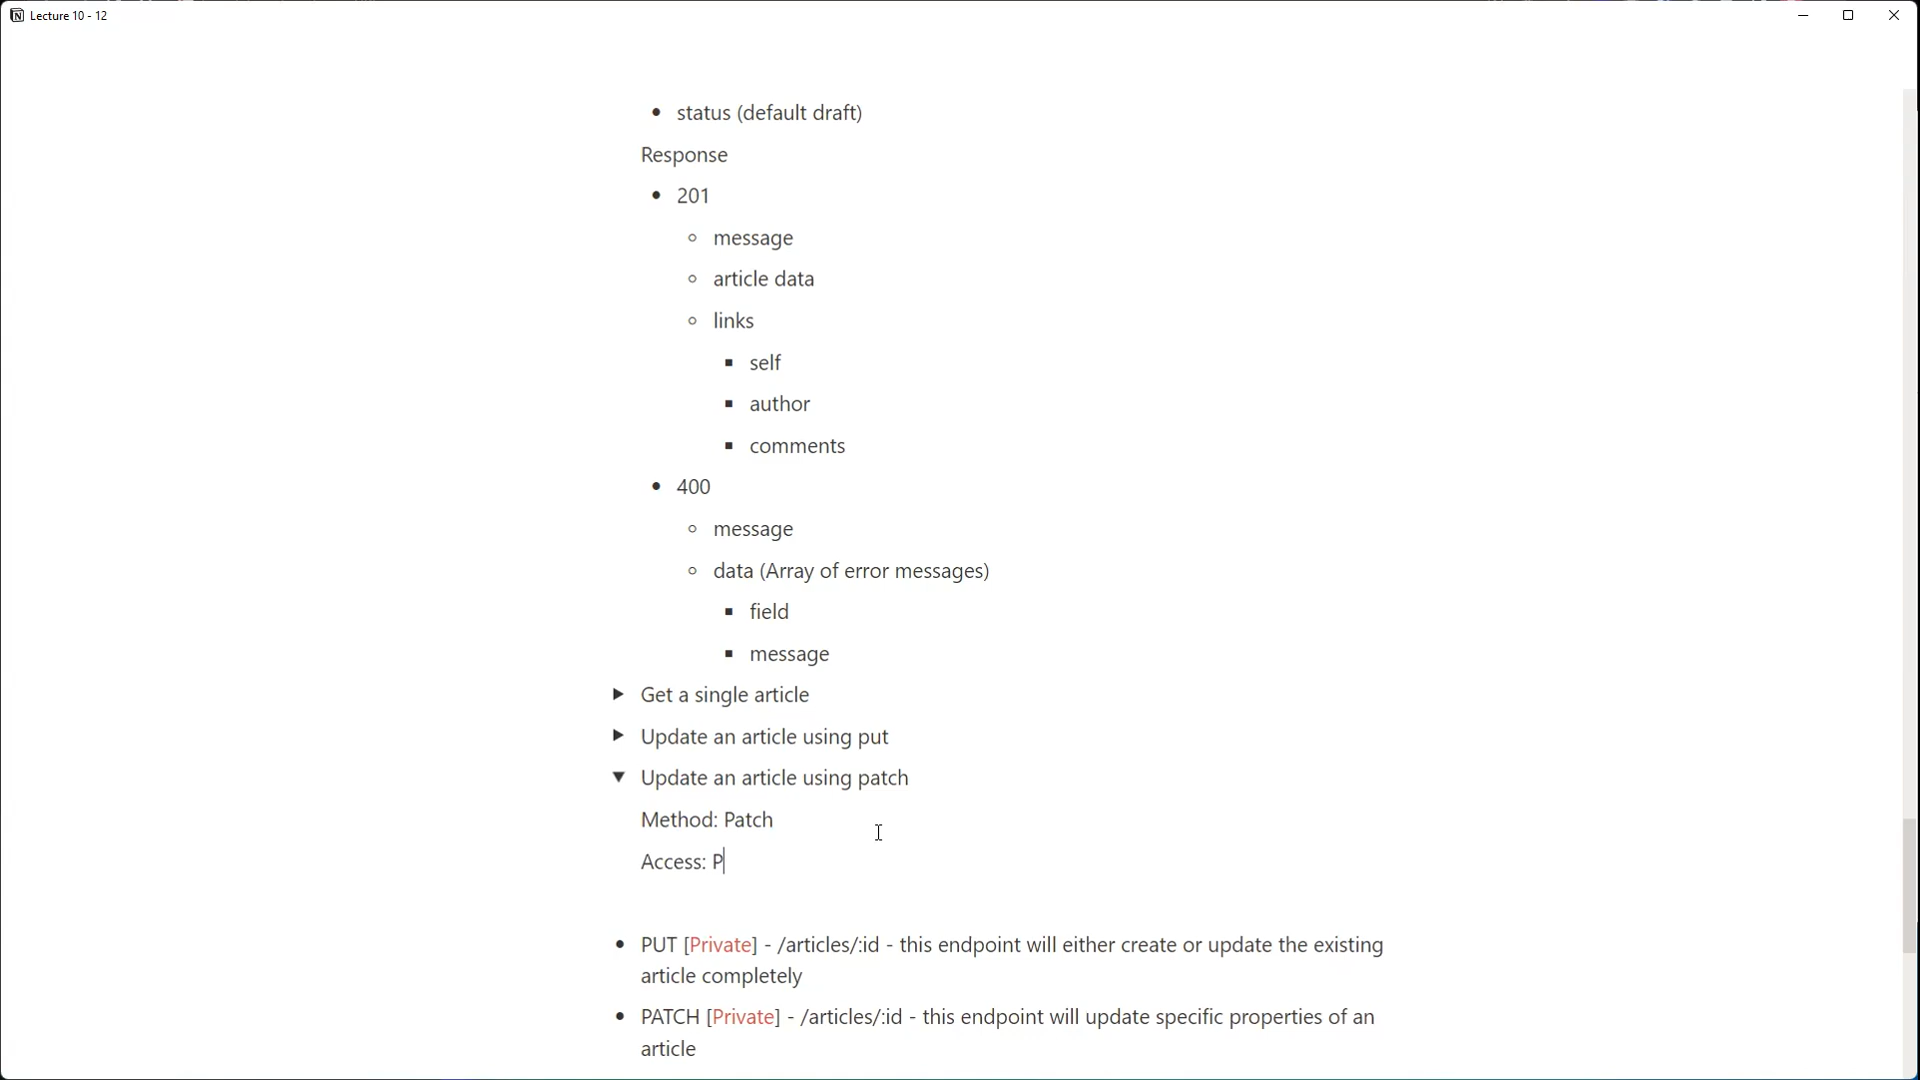 Lecture 10 - 12
status (default draft)
Response
201
message
article data
links
self
author
comments
400
message
data (Array of error messages)
field
message
Get a single article
Update an article using put
Update an article using patch
Method: Patch
Access: P
PUT [Private] - /articles/:id - this endpoint will either create or update the existing
article completely
PATCH [Private] - /articles/:id - this endpoint will update specific properties of an
article